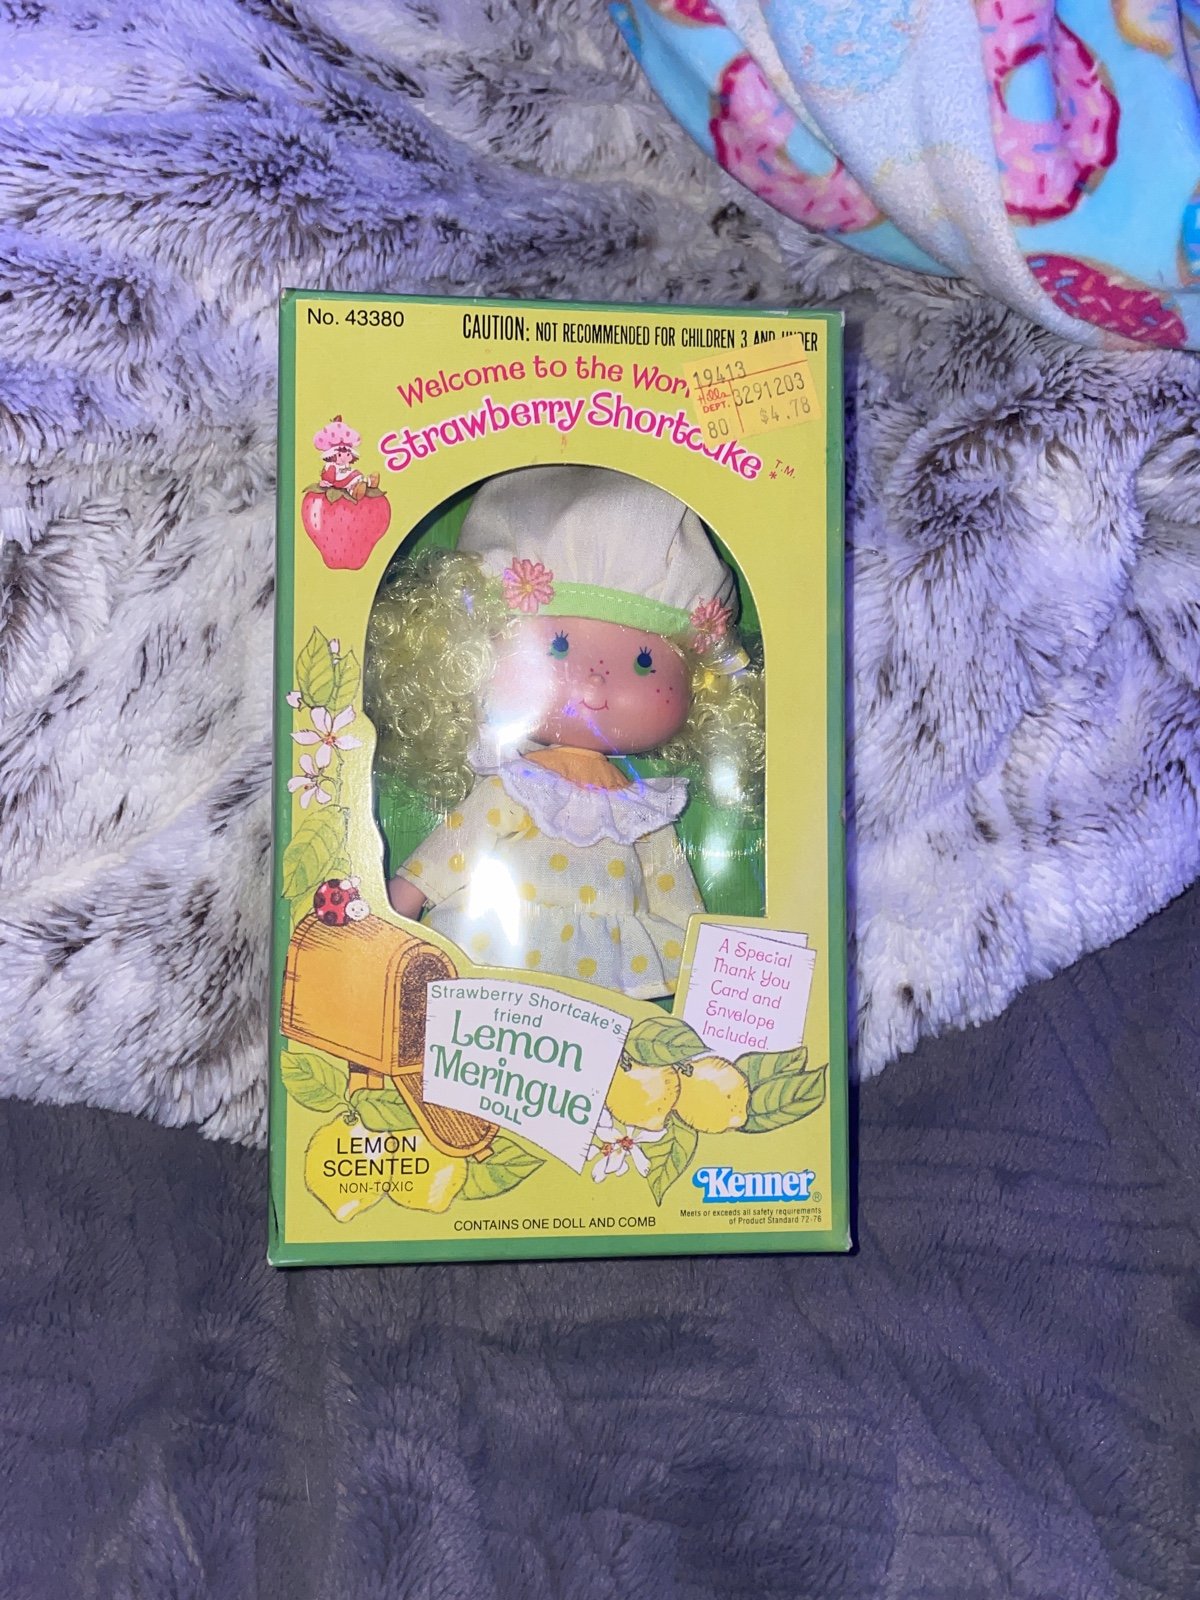 No. 43380
CAUTION: NOT RECOMMENDED FOR CHILDREN 3 AND UNDER
Welcome to the Wor
Strawberry Shortcake T.M. *
19413
Hills DEPT. 3291203
80 $4.78
A Special
Thank You
Card and
Envelope
Included.
Strawberry Shortcake's
friend
Lemon
Meringue
DOLL
LEMON
SCENTED
NON-TOXIC
Kenner ®
Meets or exceeds all safety requirements
of Product Standard 72-76
CONTAINS ONE DOLL AND COMB